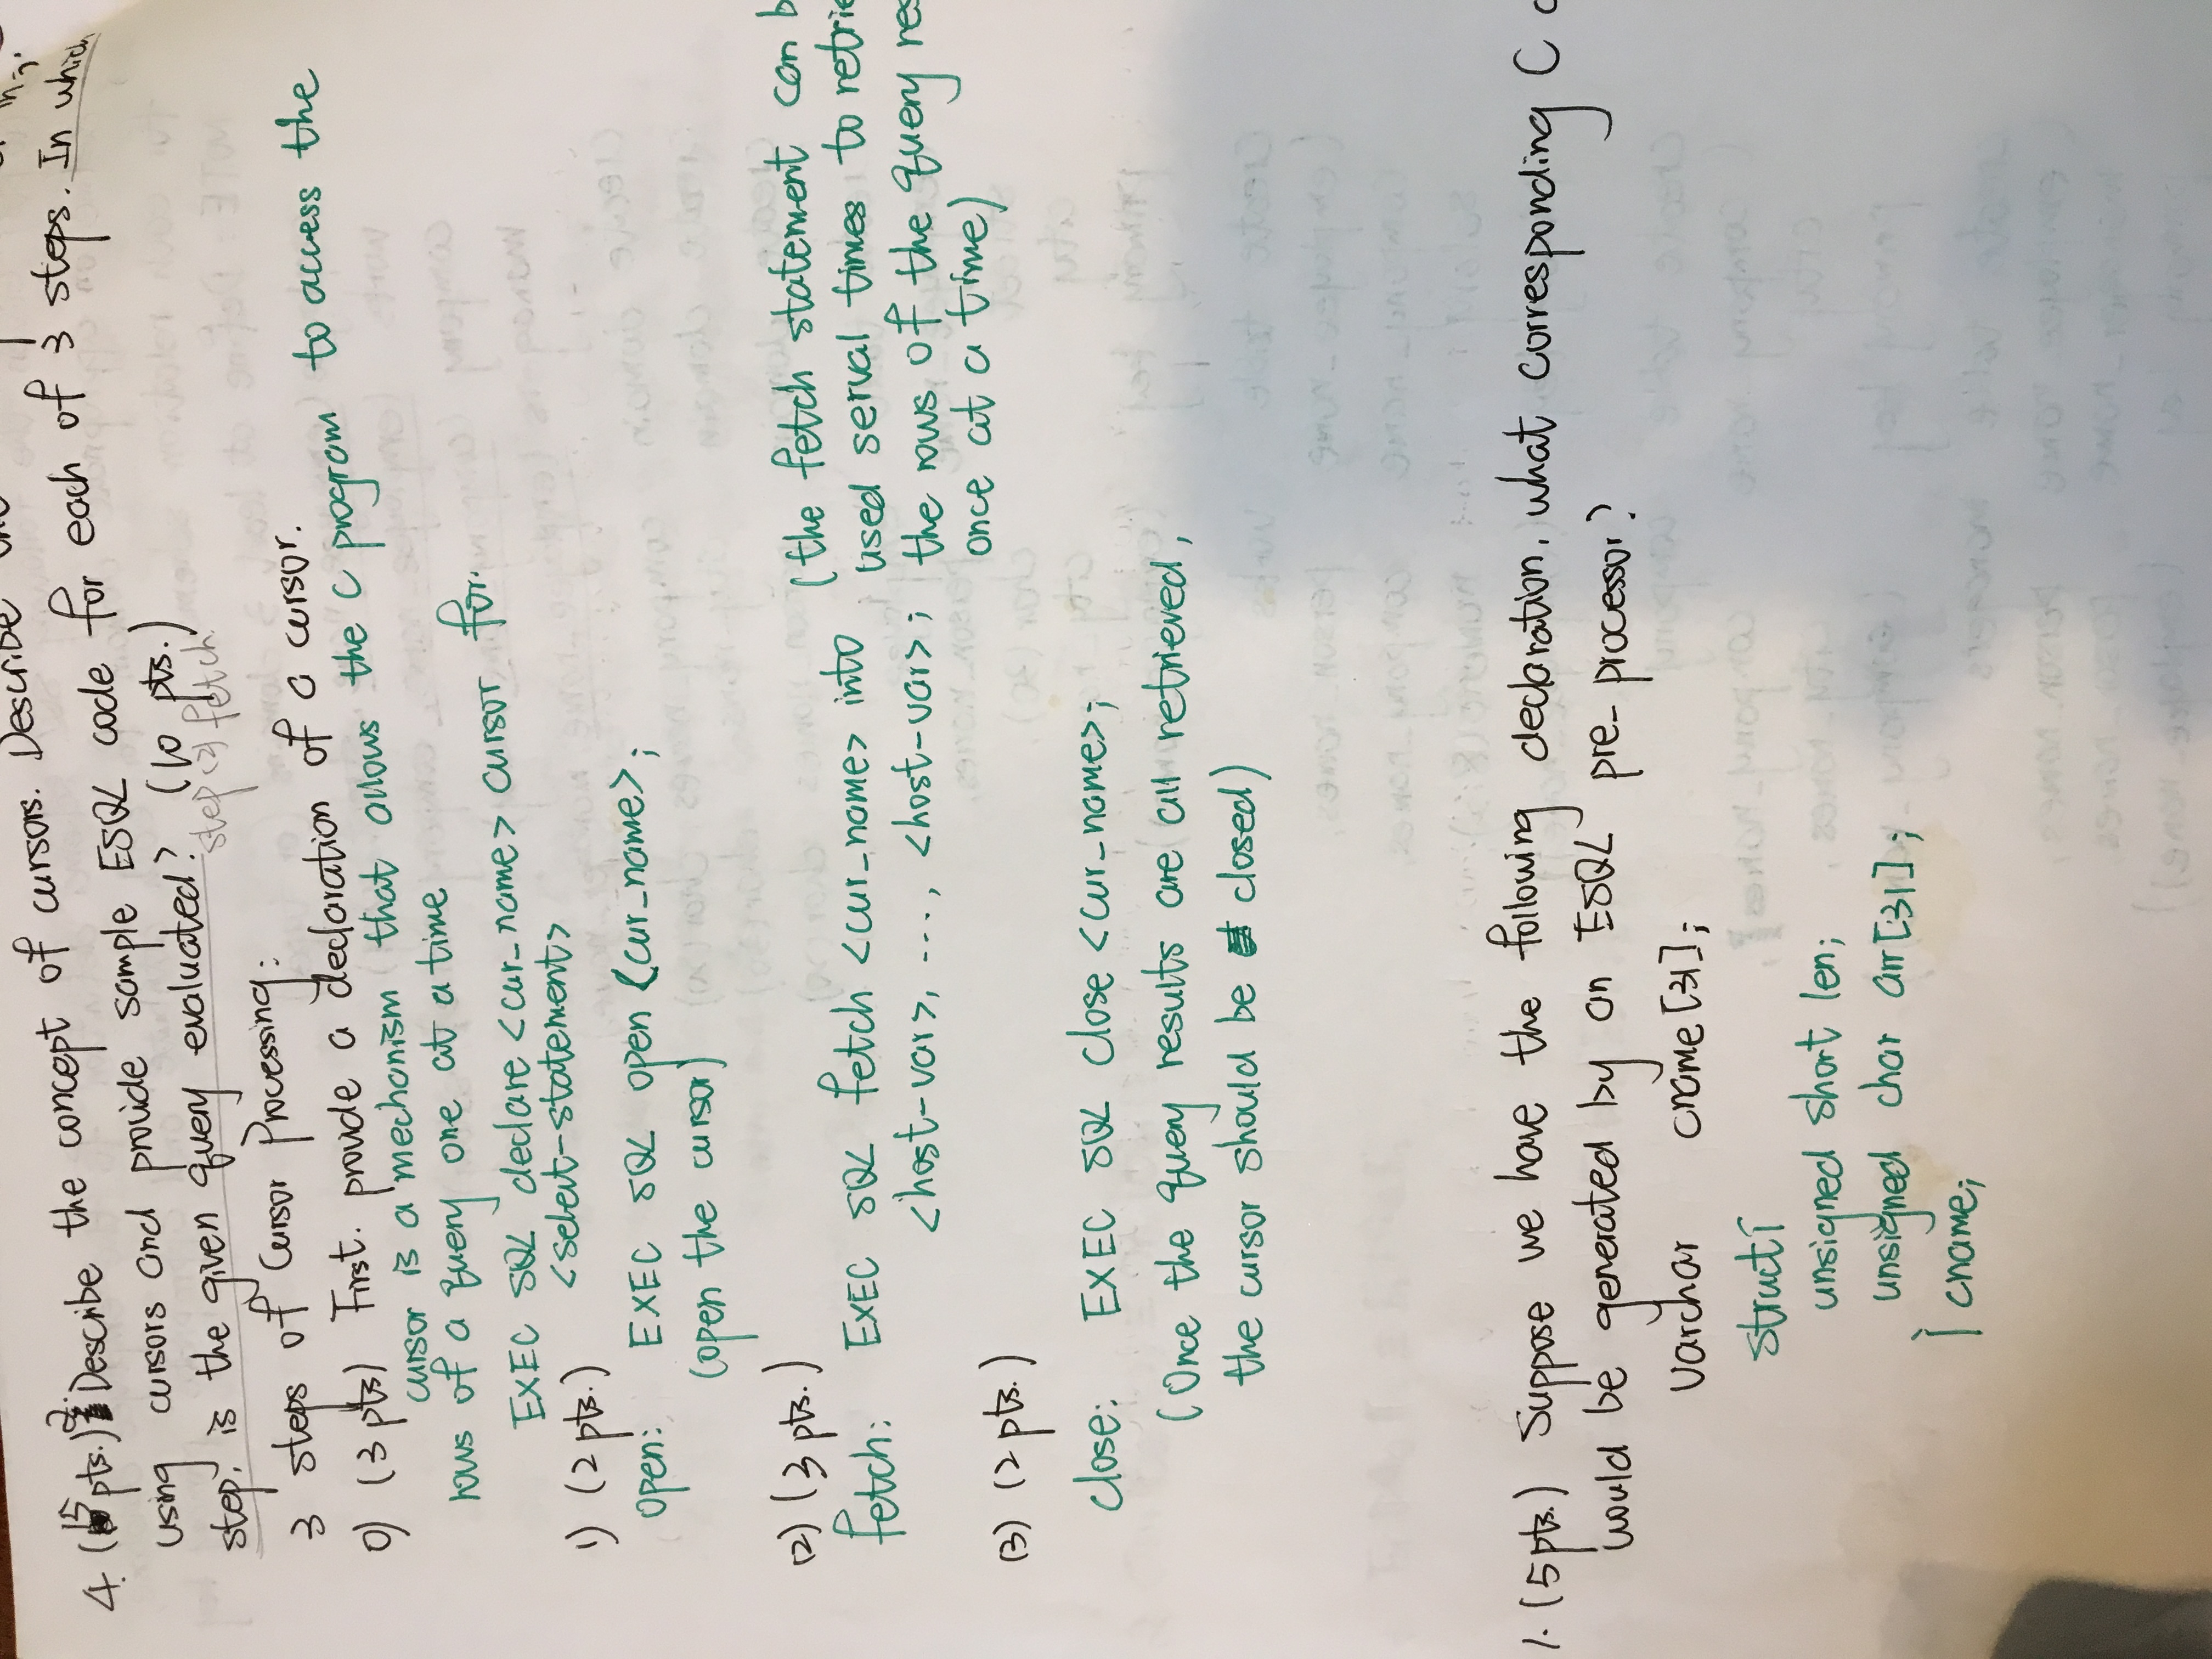 4. (15 pts.) 2. Describe the concept of cursors. Describe the
using cursors and provide sample ESQL code for each of 3 steps. In which
step, is the given query evaluated? (10 pts.)
step (2) fetch
3 steps of Cursor Processing:
0) (3 pts) First. provide a declaration of a cursor.
cursor is a mechanism that allows the C program to access the
rows of a query one at a time
EXEC SQL declare <cur_name> cursor for.
<select-statement>
1) (2 pts.)
open: EXEC SQL open <cur_name>;
(open the cursor)
(2) (3 pts.)
fetch: EXEC SQL fetch <cur_name> into
<host-var>, ..., <host-var>;
(the fetch statement can b
used serval times to retrie
the rows of the query res
once at a time)
(3) (2 pts.)
close: EXEC SQL close <cur_name>;
(Once the query results are all retrieved,
the cursor should be closed)
1. (5 pts.) Suppose we have the following declaration, what corresponding C
would be generated by an ESQL pre-processor?
Varchar cname [31];
struct {
unsigned short len;
unsigned char arr[31];
} cname;